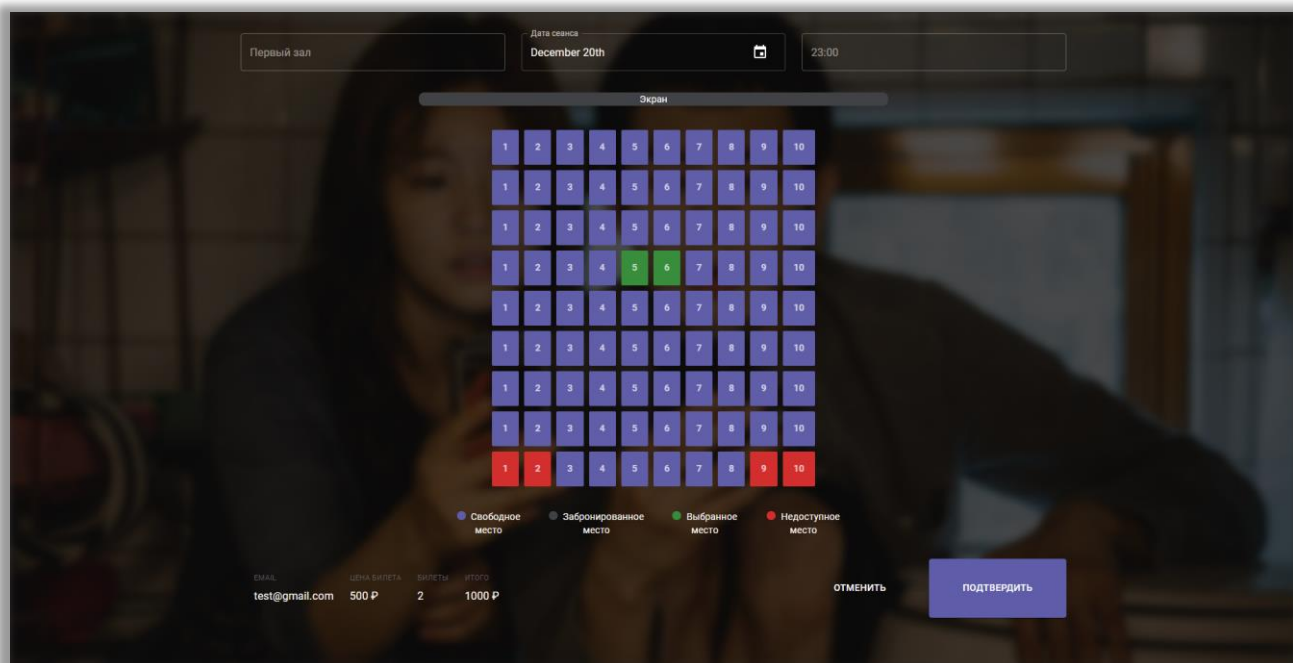 Дата сеанса
Первый зал December 20th 23:00
Экран
1 2 3 4 5 6 7 8 9 10
1 2 3 4 5 6 7 8 9 10
1 2 3 4 5 6 7 8 9 10
1 2 3 4 5 6 7 8 9 10
1 2 3 4 5 6 7 8 9 10
1 2 3 4 5 6 7 8 9 10
1 2 3 4 5 6 7 8 9 10
1 2 3 4 5 6 7 8 9 10
1 2 3 4 5 6 7 8 9 10
Свободное место
Забронированное место
Выбранное место
Недоступное место
EMAIL ЦЕНА БИЛЕТА БИЛЕТЫ ИТОГО
test@gmail.com 500 ₽ 2 1000 ₽
ОТМЕНИТЬ ПОДТВЕРДИТЬ